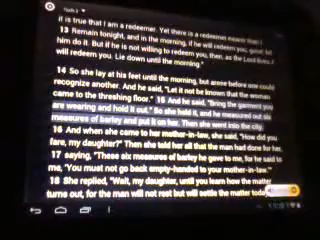 Ruth 3
it is true that I am a redeemer. Yet there is a redeemer nearer than I.
13 Remain tonight, and in the morning, if he will redeem you, good; let
him do it. But if he is not willing to redeem you, then, as the Lord lives, I
will redeem you. Lie down until the morning."
14 So she lay at his feet until the morning, but arose before one could
recognize another. And he said, "Let it not be known that the woman
came to the threshing floor." 15 And he said, "Bring the garment you
are wearing and hold it out." So she held it, and he measured out six
measures of barley and put it on her. Then she went into the city.
16 And when she came to her mother-in-law, she said, "How did you
fare, my daughter?" Then she told her all that the man had done for her,
17 saying, "These six measures of barley he gave to me, for he said to
me, 'You must not go back empty-handed to your mother-in-law.'"
18 She replied, "Wait, my daughter, until you learn how the matter
turns out, for the man will not rest but will settle the matter today